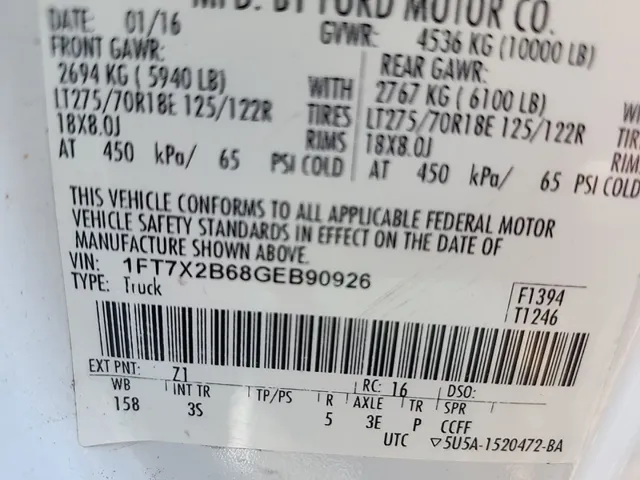 MFD. BY FORD MOTOR CO.
DATE: 01/16 GVWR: 4536 KG (10000 LB)
FRONT GAWR: REAR GAWR:
2694 KG ( 5940 LB) WITH 2767 KG ( 6100 LB)
LT275/70R18E 125/122R TIRES LT275/70R18E 125/122R
18X8.0J RIMS 18X8.0J
AT 450 kPa/ 65 PSI COLD AT 450 kPa/ 65 PSI COLD
THIS VEHICLE CONFORMS TO ALL APPLICABLE FEDERAL MOTOR
VEHICLE SAFETY STANDARDS IN EFFECT ON THE DATE OF
MANUFACTURE SHOWN ABOVE.
VIN: 1FT7X2B68GEB90926
TYPE: Truck
F1394
T1246
EXT PNT: Z1 RC: 16 DSO:
WB INT TR TP/PS R AXLE TR SPR
158 3S 5 3E P CCFF
UTC ▽5U5A-1520472-BA